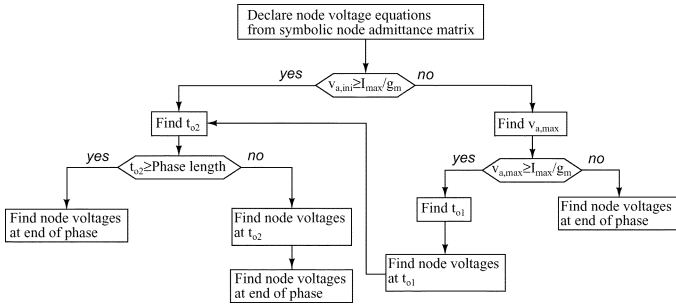 Declare node voltage equations
from symbolic node admittance matrix
yes
v_a,ini≥I_max/g_m
no
Find t_o2
Find v_a,max
yes
t_o2≥Phase length
no
yes
v_a,max≥I_max/g_m
no
Find node voltages
at end of phase
Find node voltages
at t_o2
Find t_o1
Find node voltages
at end of phase
Find node voltages
at end of phase
Find node voltages
at t_o1